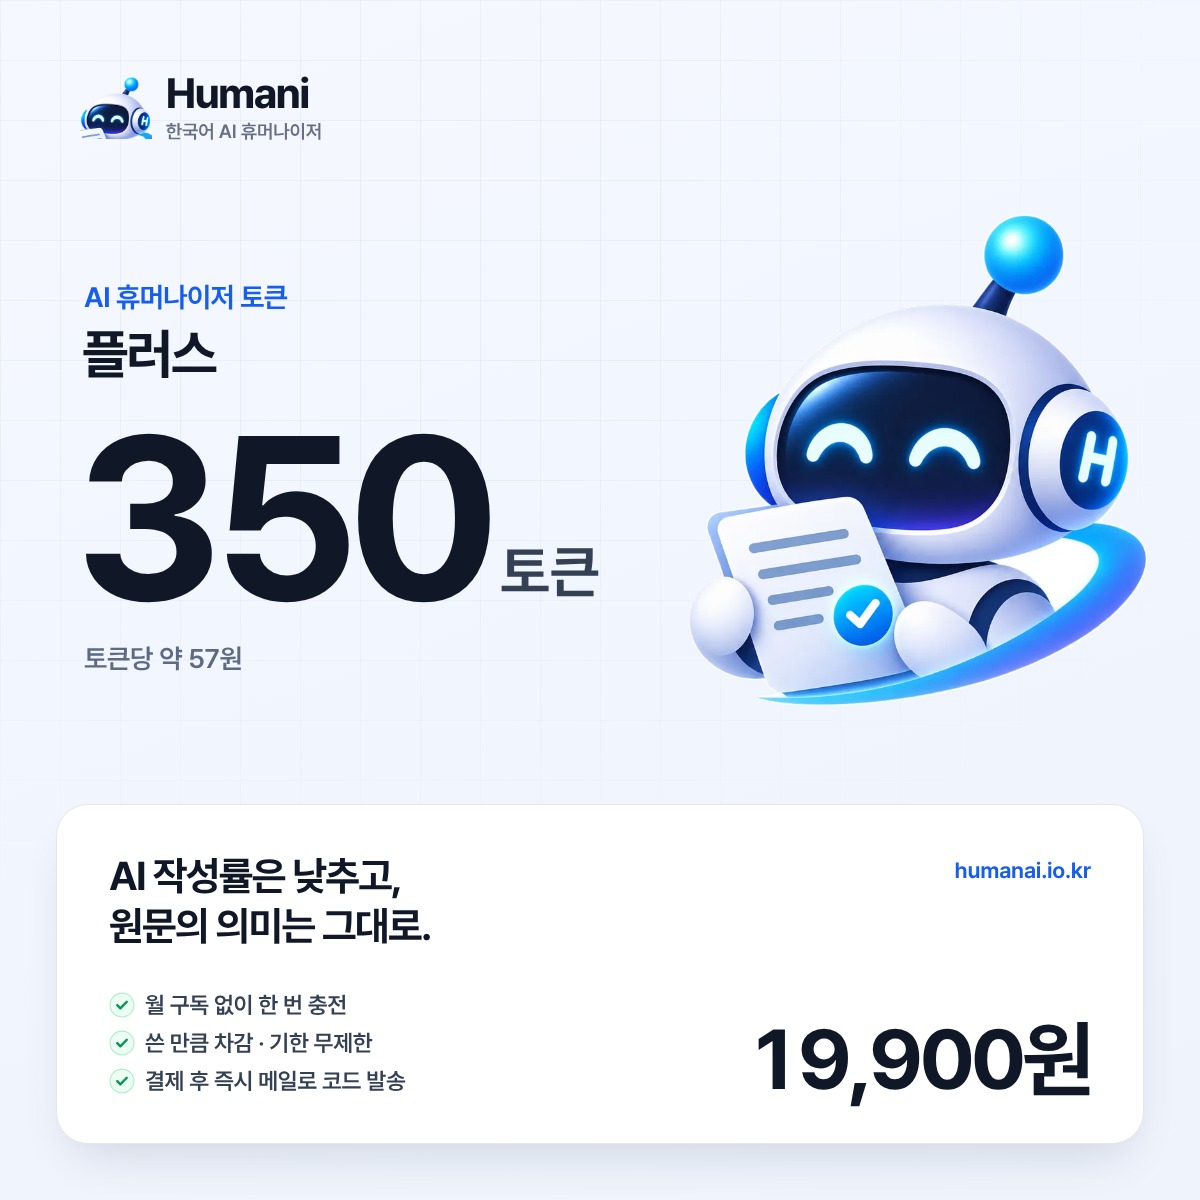 Humani
한국어 AI 휴머나이저
AI 휴머나이저 토큰
플러스
350 토큰
토큰당 약 57원
H
AI 작성률은 낮추고,
원문의 의미는 그대로.
humanai.io.kr
월 구독 없이 한 번 충전
쓴 만큼 차감 · 기한 무제한
결제 후 즉시 메일로 코드 발송
19,900원